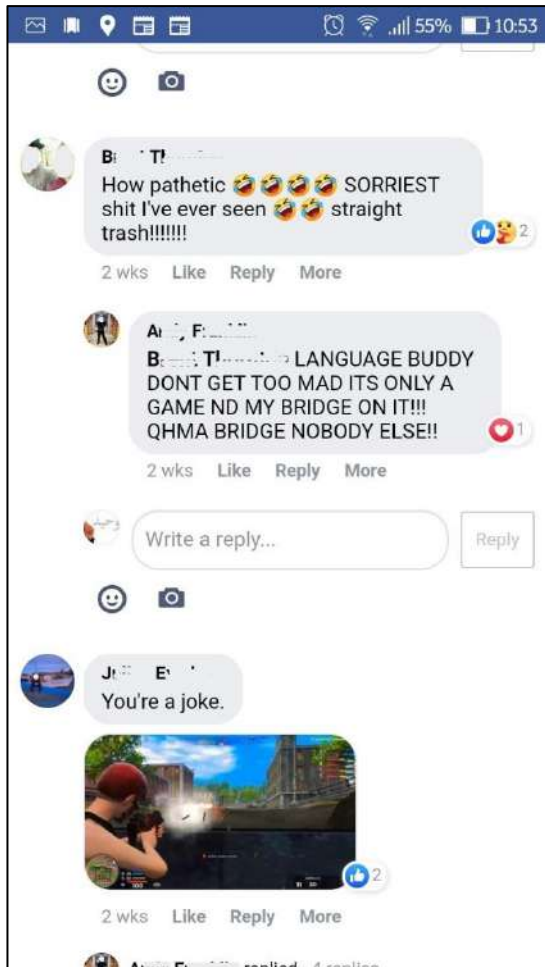 55% 10:53
How pathetic 🤣🤣🤣🤣 SORRIEST
shit I've ever seen 🤣🤣 straight
trash!!!!!!!
2
2 wks Like Reply More
LANGUAGE BUDDY
DONT GET TOO MAD ITS ONLY A
GAME ND MY BRIDGE ON IT!!!
QHMA BRIDGE NOBODY ELSE!!
1
2 wks Like Reply More
Write a reply...
Reply
You're a joke.
2
2 wks Like Reply More
replied 4 replies